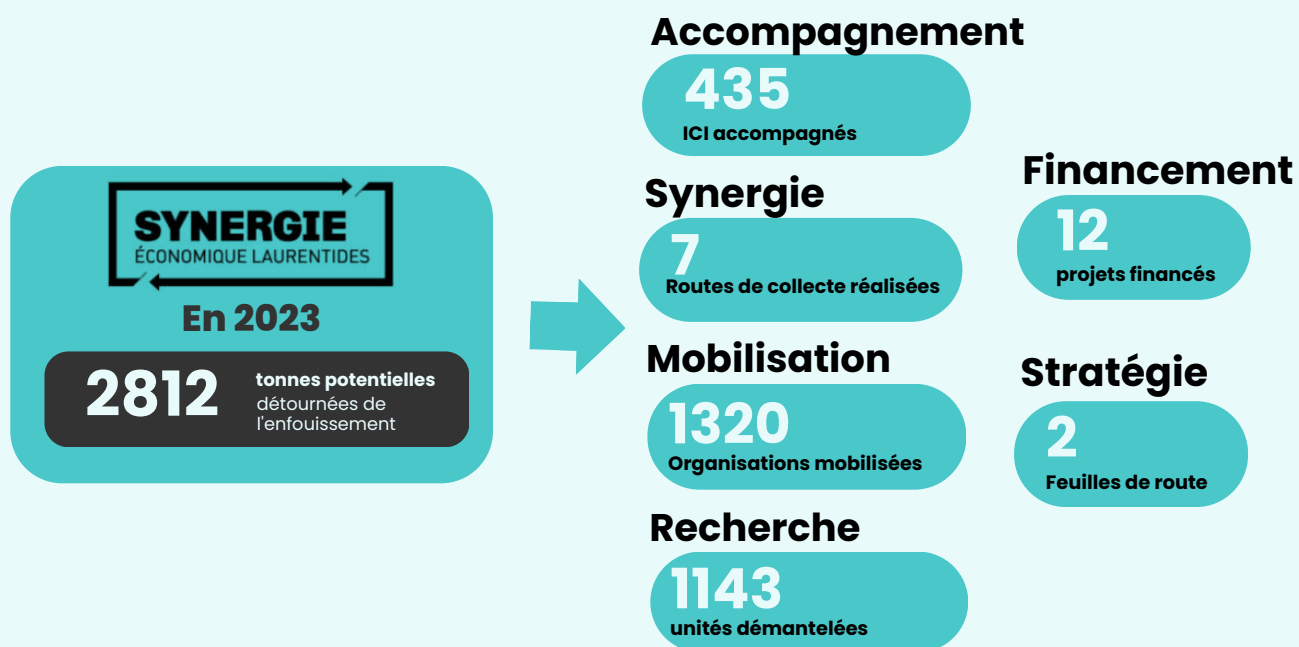 SYNERGIE
ÉCONOMIQUE LAURENTIDES
En 2023
2812
tonnes potentielles
détournées de
l'enfouissement
Accompagnement
435
ICI accompagnés
Synergie
7
Routes de collecte réalisées
Mobilisation
1320
Organisations mobilisées
Recherche
1143
unités démantelées
Financement
12
projets financés
Stratégie
2
Feuilles de route